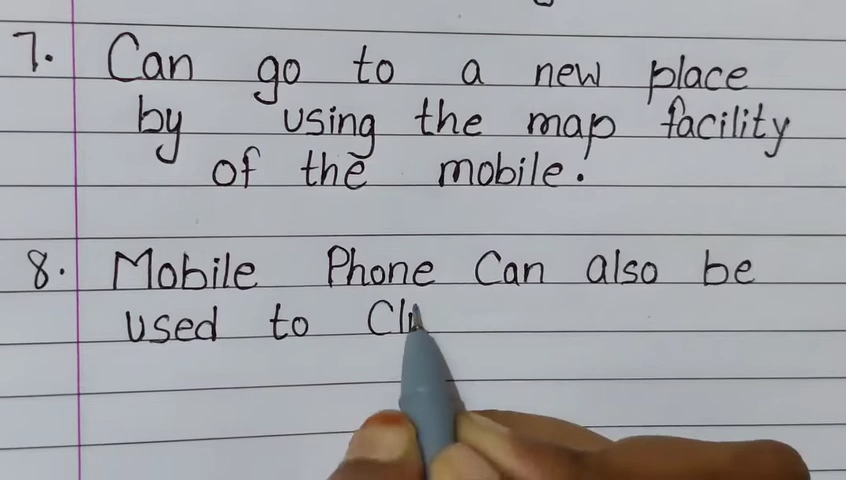 7. Can go to a new place
by using the map facility
of the mobile.
8. Mobile Phone Can also be
used to